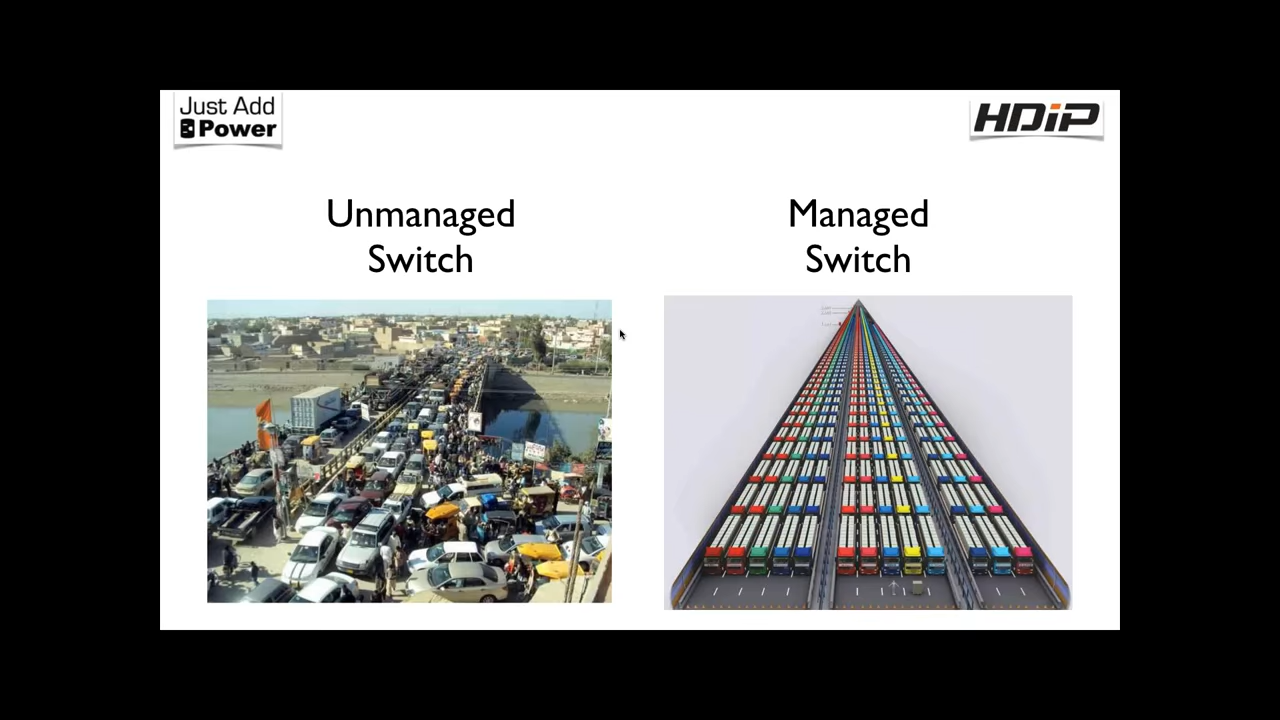 Just Add
Power
HDiP
Unmanaged
Switch
Managed
Switch